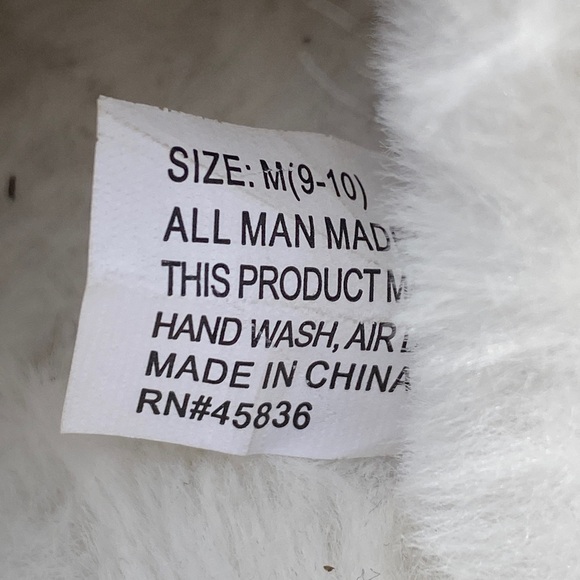 SIZE: M(9-10)
ALL MAN MAD
THIS PRODUCT M
HAND WASH, AIR
MADE IN CHINA
RN#45836